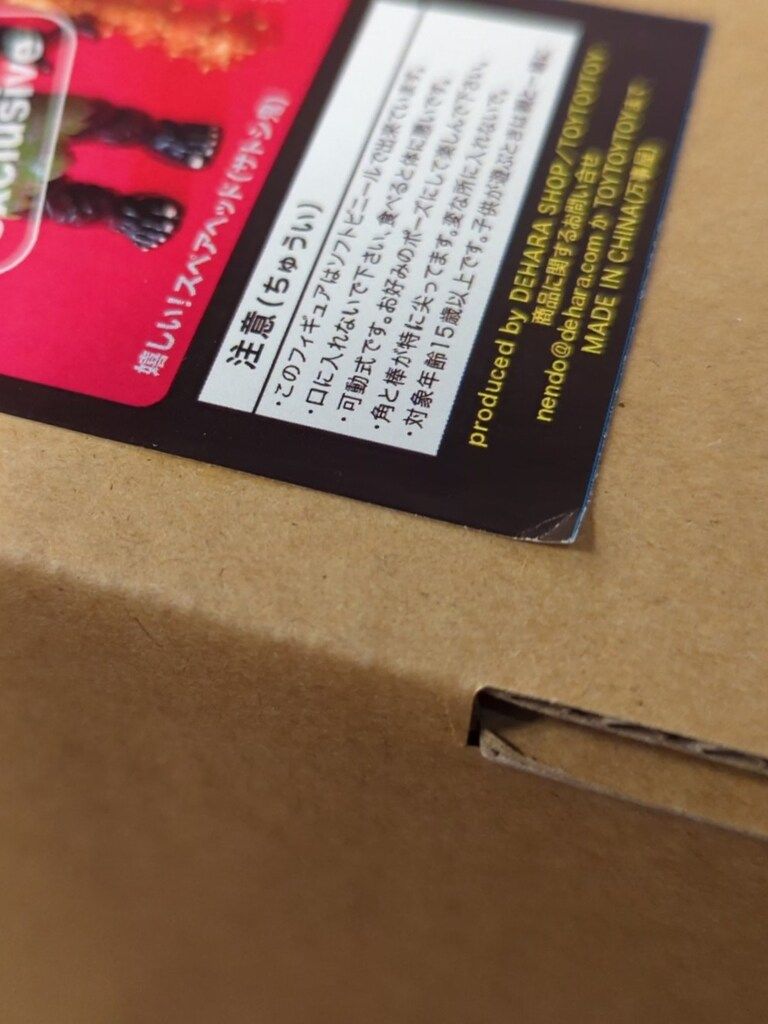 xclusive
嬉しい!スペアヘッド(サトシ鬼)
注意(ちゅうい)
・このフィギュアはソフトビニールで出来ています。
・口に入れないで下さい。食べると体に悪いです。
・可動式です。お好みのポーズにして楽しんで下さい。
・角と棒が特に尖ってます。変な所に入れないで。
・対象年齢15歳以上です。子供が遊ぶときは親と一緒に
produced by DEHARA SHOP/TOYTOYTOY
商品に関するお問い合せ
nendo@dehara.com か TOYTOYTOYまで
MADE IN CHINA(万事屋)